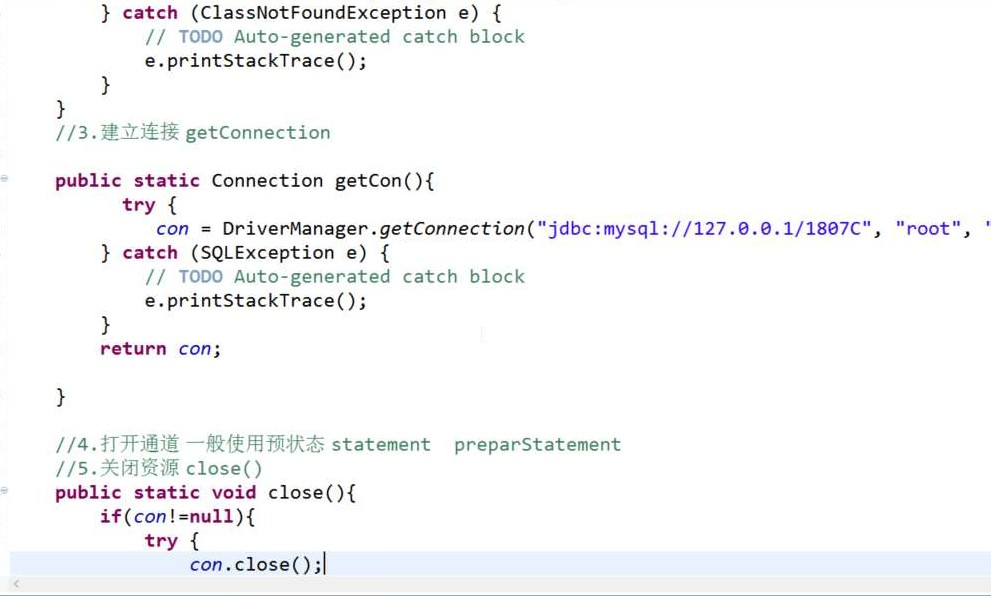 } catch (ClassNotFoundException e) {
// TODO Auto-generated catch block
e.printStackTrace();
}
}
//3.建立连接 getConnection
public static Connection getCon(){
try {
con = DriverManager.getConnection("jdbc:mysql://127.0.0.1/1807C", "root", "
} catch (SQLException e) {
// TODO Auto-generated catch block
e.printStackTrace();
}
return con;
}
//4.打开通道 一般使用预状态 statement  preparStatement
//5.关闭资源 close()
public static void close(){
if(con!=null){
try {
con.close();